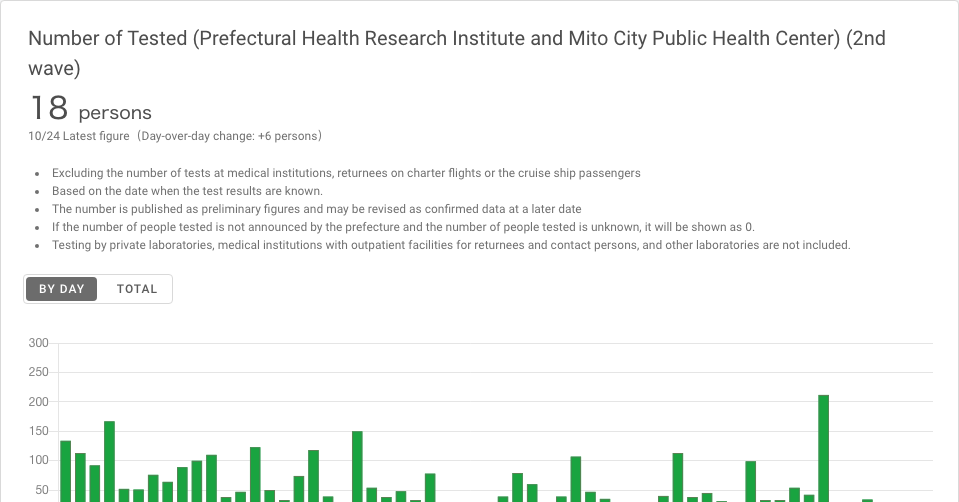 Number of Tested (Prefectural Health Research Institute and Mito City Public Health Center) (2nd
wave)
18 persons
10/24 Latest figure（Day-over-day change: +6 persons）
Excluding the number of tests at medical institutions, returnees on charter flights or the cruise ship passengers
Based on the date when the test results are known.
The number is published as preliminary figures and may be revised as confirmed data at a later date
If the number of people tested is not announced by the prefecture and the number of people tested is unknown, it will be shown as 0.
Testing by private laboratories, medical institutions with outpatient facilities for returnees and contact persons, and other laboratories are not included.
BY DAY TOTAL
300
250
200
150
100
50